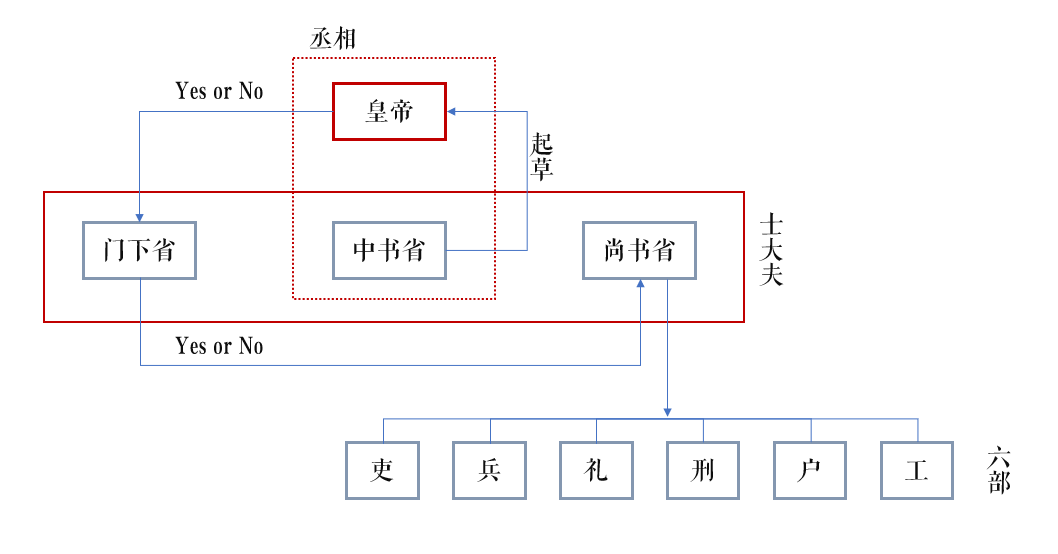 丞相
Yes or No
皇帝
起草
门下省
中书省
尚书省
士大夫
Yes or No
吏
兵
礼
刑
户
工
六部